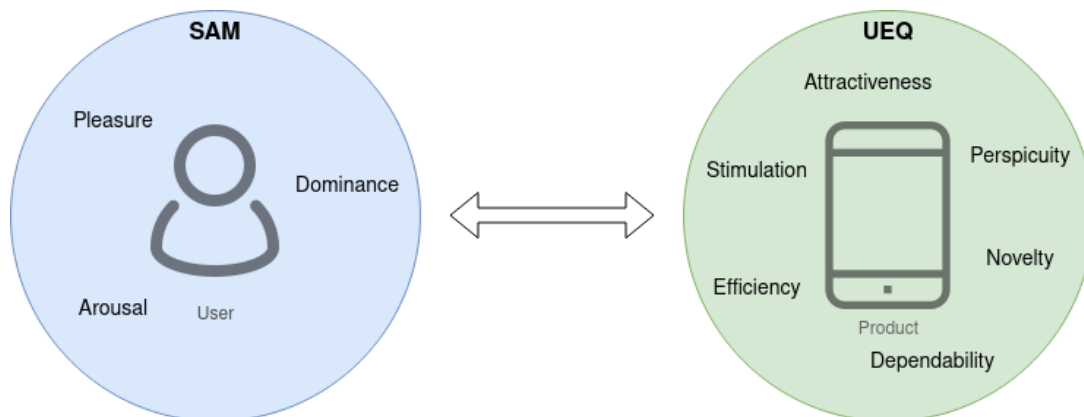 SAM
Pleasure
Dominance
Arousal
User
UEQ
Attractiveness
Perspicuity
Stimulation
Novelty
Efficiency
Product
Dependability